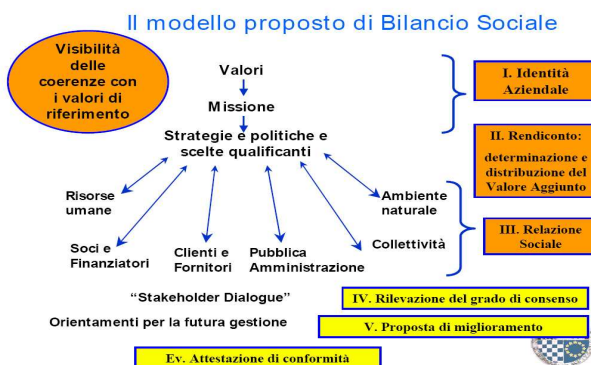 Il modello proposto di Bilancio Sociale
Visibilità
delle
coerenze con
i valori di
riferimento
Valori
Missione
Strategie e politiche e
scelte qualificanti
I. Identità
Aziendale
II. Rendiconto:
determinazione e
distribuzione del
Valore Aggiunto
Risorse
umane
Ambiente
naturale
Soci e
Finanziatori
Clienti e
Fornitori
Pubblica
Amministrazione
Collettività
III. Relazione
Sociale
“Stakeholder Dialogue”
IV. Rilevazione del grado di consenso
Orientamenti per la futura gestione
V. Proposta di miglioramento
Ev. Attestazione di conformità